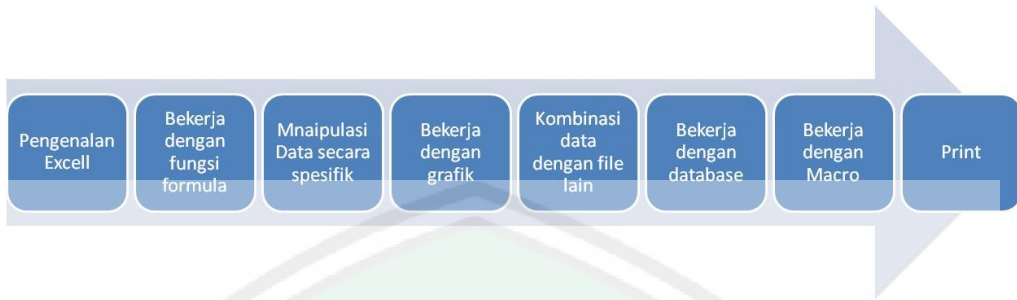 Pengenalan
Excell
Bekerja
dengan
fungsi
formula
Mnaipulasi
Data secara
spesifik
Bekerja
dengan
grafik
Kombinasi
data
dengan file
lain
Bekerja
dengan
database
Bekerja
dengan
Macro
Print